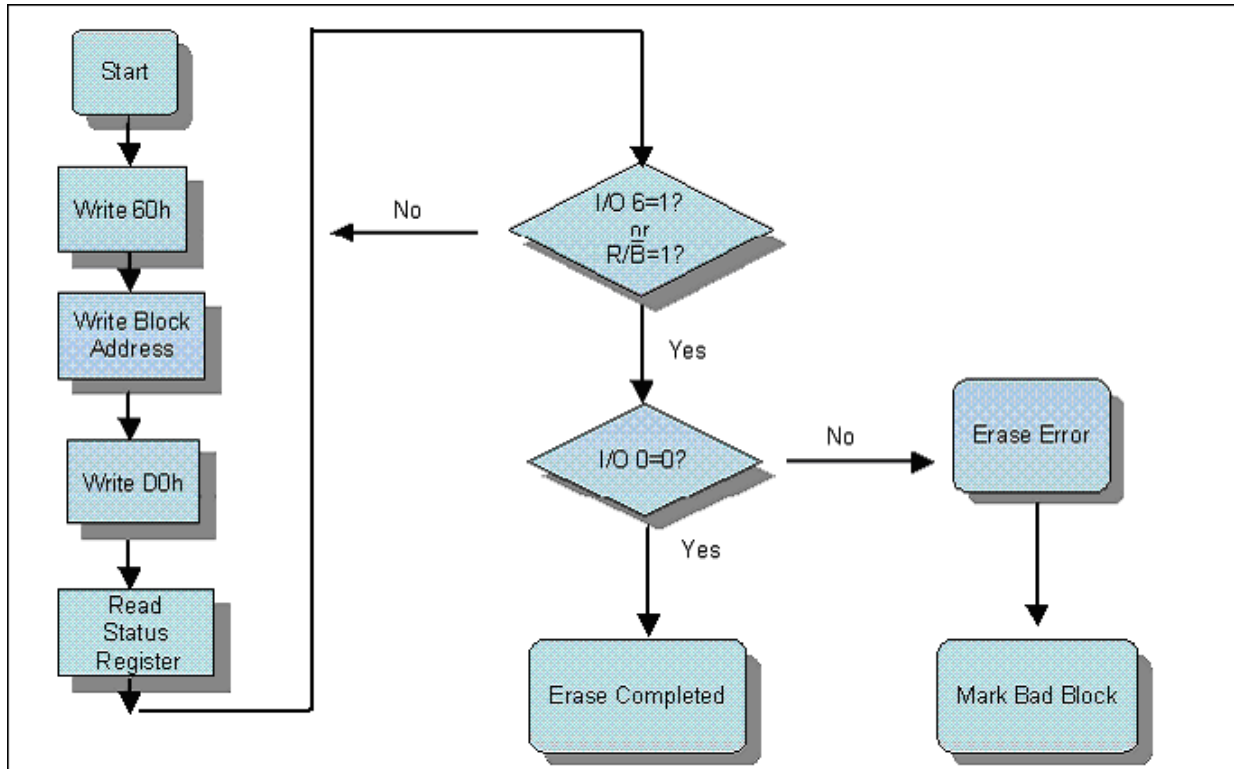 Start
Write 60h
Write Block
Address
Write D0h
Read
Status
Register
I/O 6=1?
or
R/B̅=1?
No
Yes
I/O 0=0?
No
Yes
Erase Error
Erase Completed
Mark Bad Block